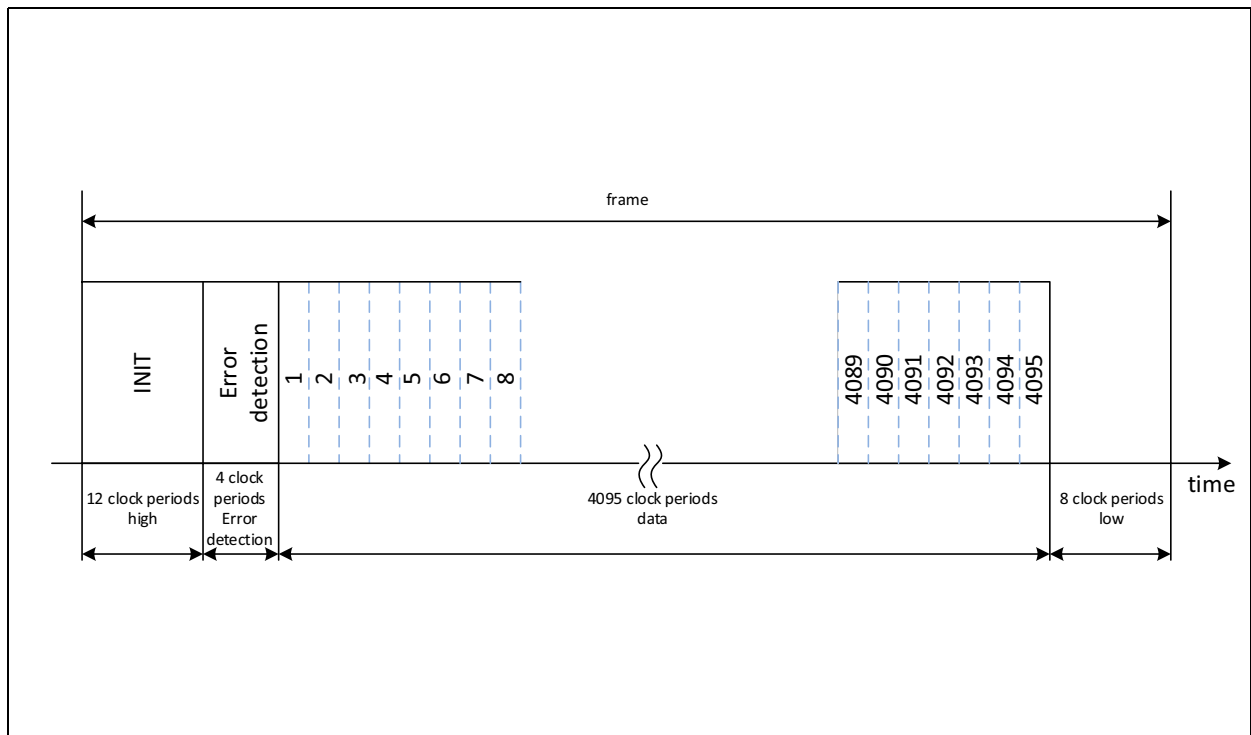 frame
INIT
Error
detection
1
2
3
4
5
6
7
8
4089
4090
4091
4092
4093
4094
4095
time
12 clock periods
high
4 clock
periods
Error
detection
4095 clock periods
data
8 clock periods
low